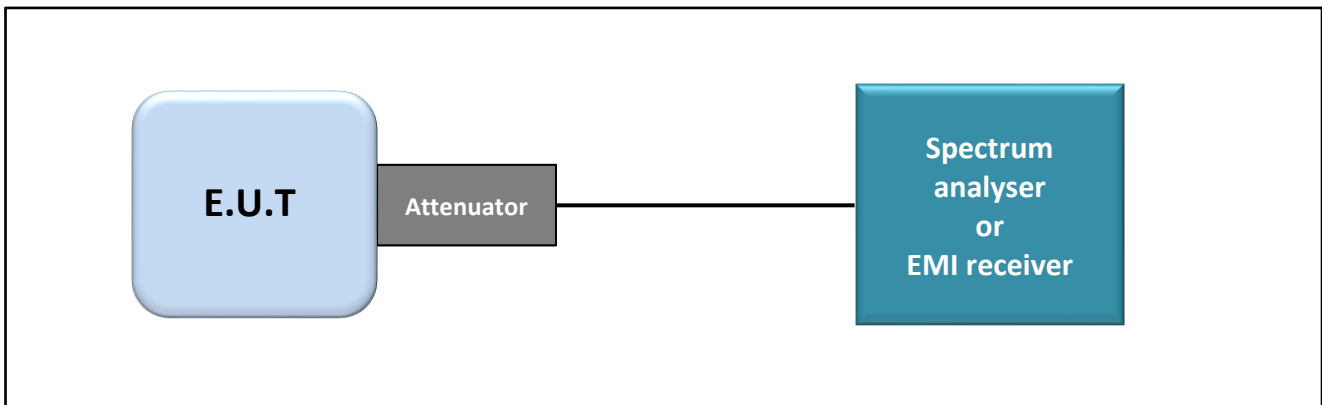 E.U.T
Attenuator
Spectrum
analyser
or
EMI receiver